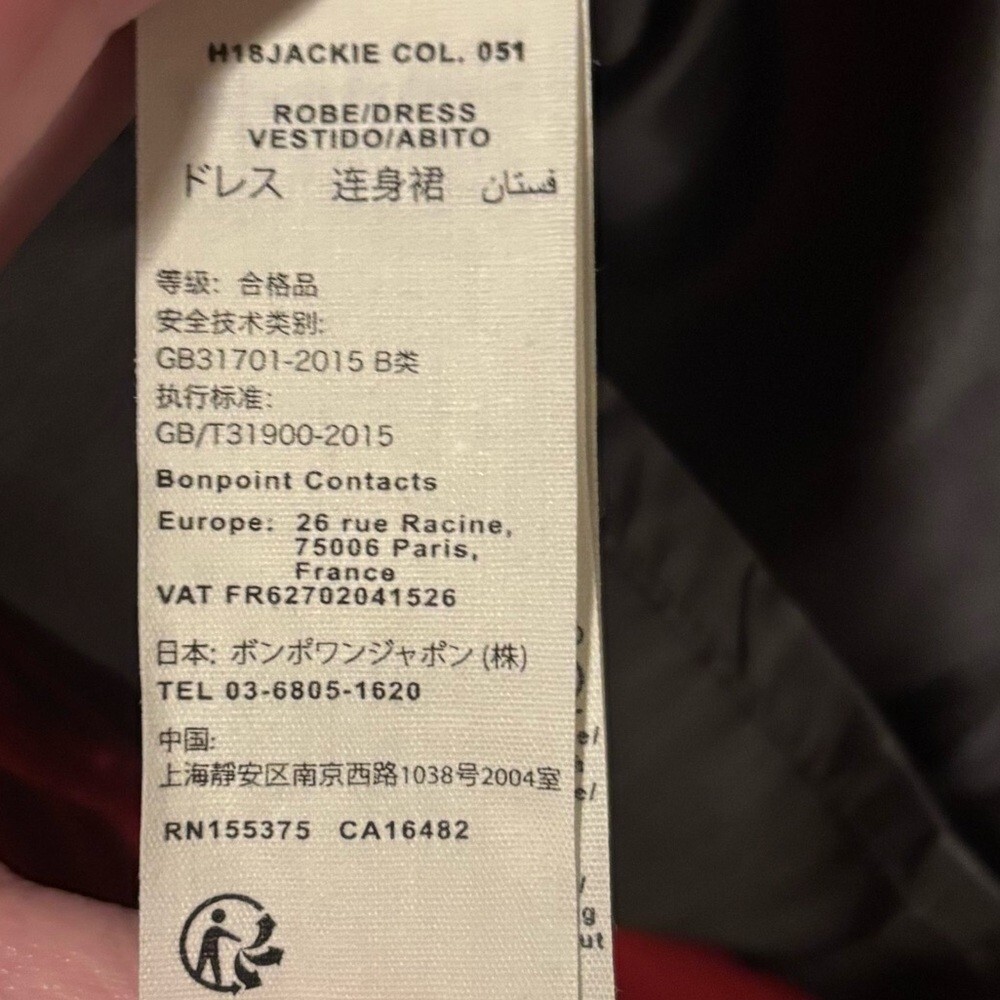 H18JACKIE COL. 051
ROBE/DRESS
VESTIDO/ABITO
ドレス 连身裙 فستان
等级: 合格品
安全技术类别:
GB31701-2015 B类
执行标准:
GB/T31900-2015
Bonpoint Contacts
Europe: 26 rue Racine,
75006 Paris,
France
VAT FR62702041526
日本: ボンポワンジャポン (株)
TEL 03-6805-1620
中国:
上海靜安区南京西路1038号2004室
RN155375 CA16482